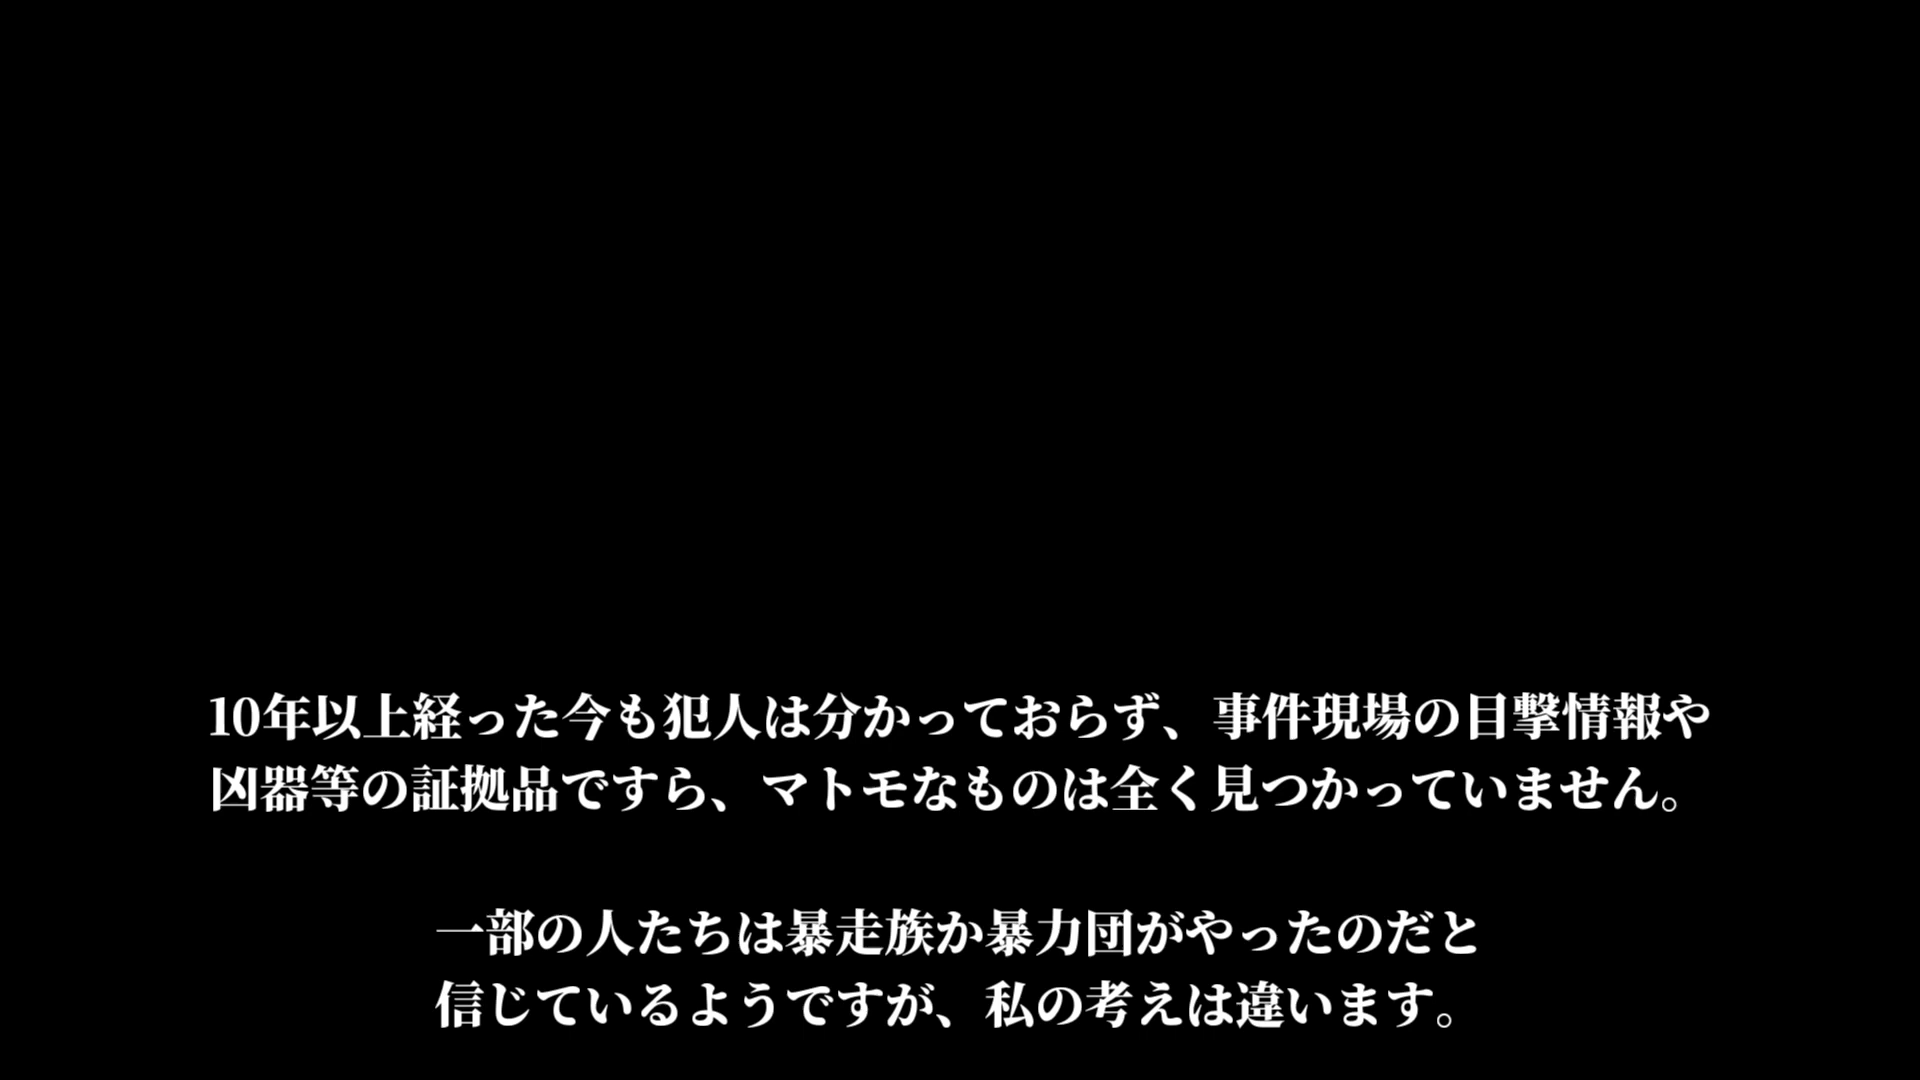 10年以上経った今も犯人は分かっておらず、事件現場の目撃情報や
凶器等の証拠品ですら、マトモなものは全く見つかっていません。
一部の人たちは暴走族か暴力団がやったのだと
信じているようですが、私の考えは違います。